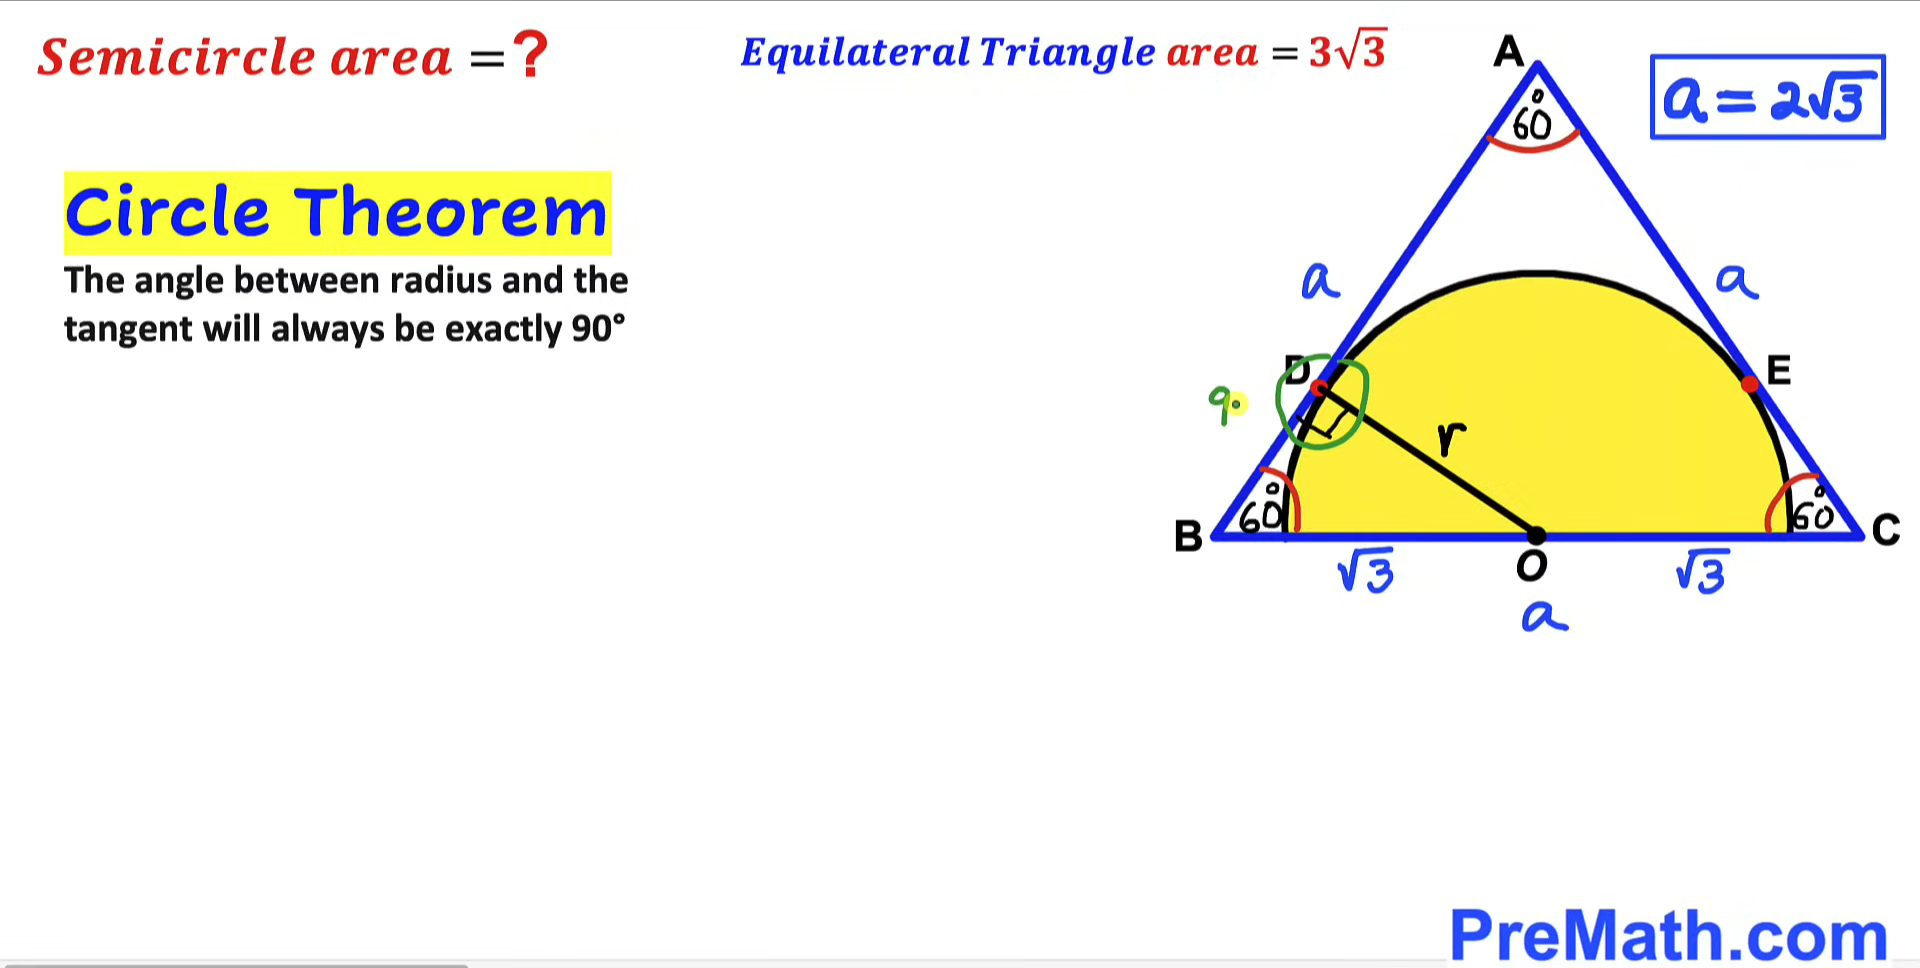 Semicircle area = ?
Equilateral Triangle area = 3√3
A
a = 2√3
60°
Circle Theorem
The angle between radius and the
tangent will always be exactly 90°
a
a
D
E
90
r
60°
60°
B
C
√3
O
√3
a
PreMath.com